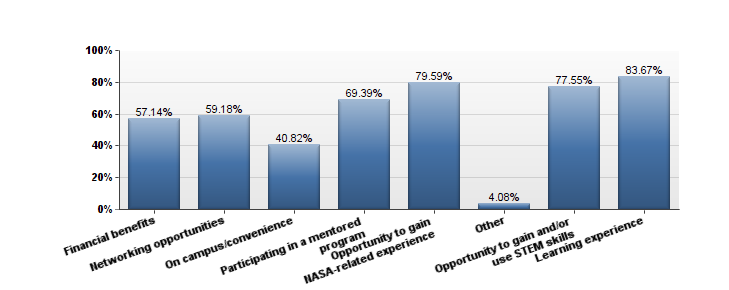 100%
80%
60%
40%
20%
0%
57.14%
59.18%
40.82%
69.39%
79.59%
4.08%
77.55%
83.67%
Financial benefits
Networking opportunities
On campus/convenience
Participating in a mentored
program
Opportunity to gain
NASA-related experience
Other
Opportunity to gain and/or
use STEM skills
Learning experience